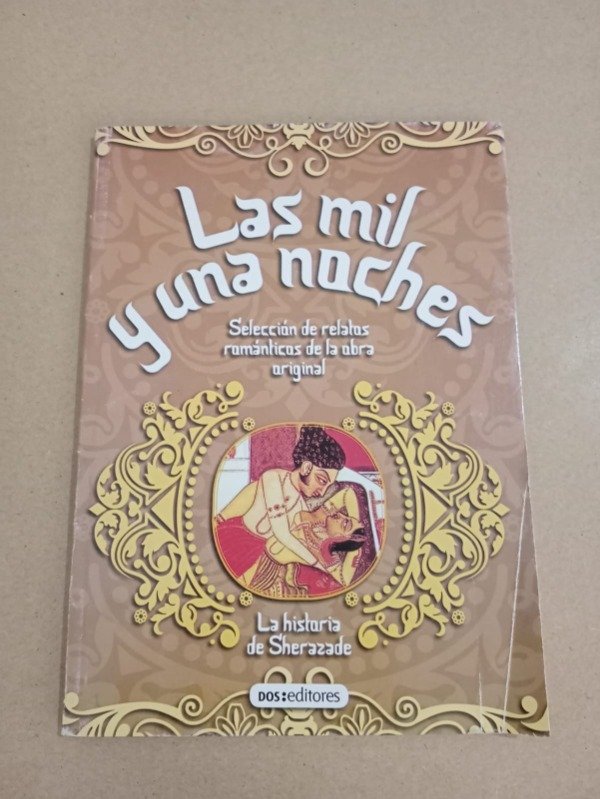 Las mil
y una noches
Selección de relatos
románticos de la obra
original
La historia
de Sherazade
DOS:editores